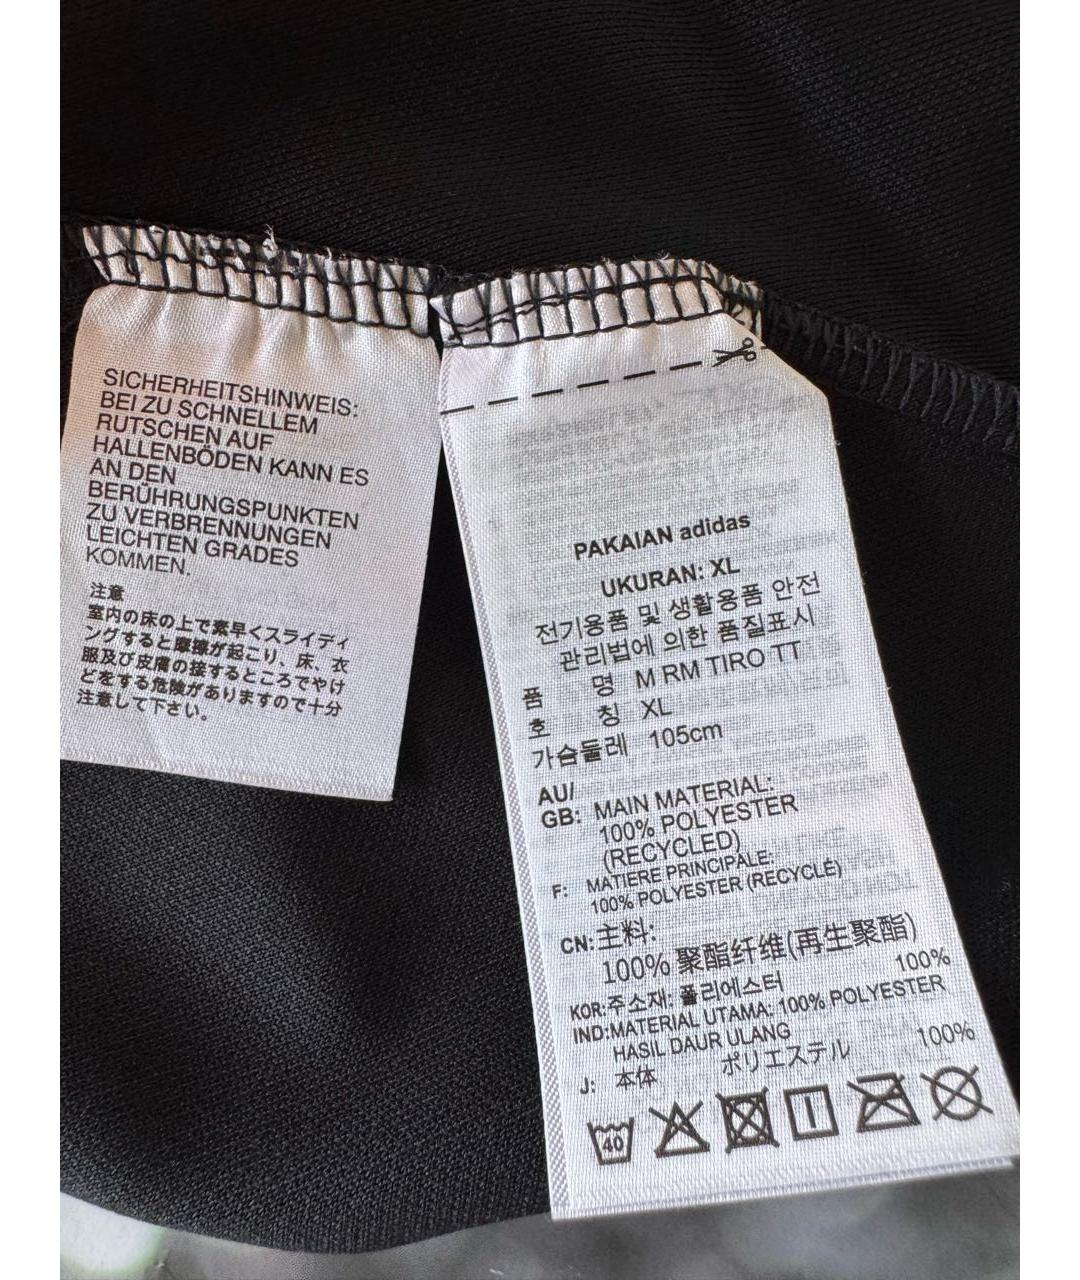 SICHERHEITSHINWEIS:
BEI ZU SCHNELLEM
RUTSCHEN AUF
HALLENBÖDEN KANN ES
AN DEN
BERÜHRUNGSPUNKTEN
ZU VERBRENNUNGEN
LEICHTEN GRADES
KOMMEN.
注意
室内の床の上で素早くスライディ
ングすると摩擦が起こり、床、衣
服及び皮膚の接するところでやけ
どをする危険がありますので十分
注意して下さい。
PAKAIAN adidas
UKURAN: XL
전기용품 및 생활용품 안전
관리법에 의한 품질표시
품 명 M RM TIRO TT
호 칭 XL
가슴둘레 105cm
AU/
GB: MAIN MATERIAL:
100% POLYESTER
(RECYCLED)
F: MATIERE PRINCIPALE:
100% POLYESTER (RECYCLÉ)
CN: 主料:
100% 聚酯纤维(再生聚酯)
KOR: 주소재: 폴리에스터 100%
IND: MATERIAL UTAMA: 100% POLYESTER
HASIL DAUR ULANG
J: 本体 ポリエステル 100%
40